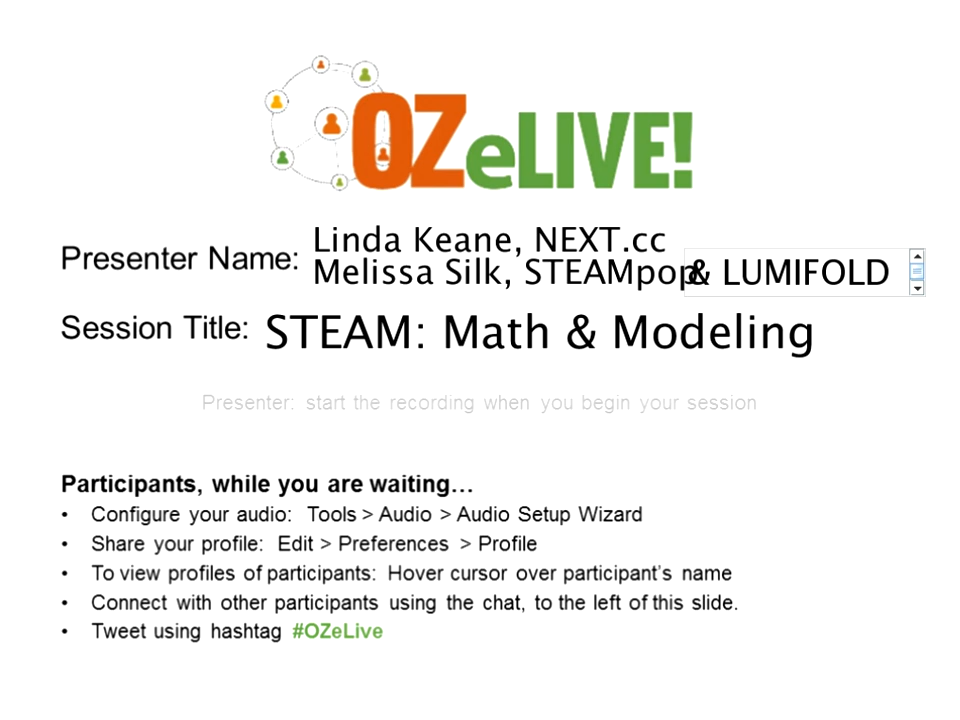 OZeLIVE!
Presenter Name: Linda Keane, NEXT.cc
Melissa Silk, STEAMpop & LUMIFOLD
Session Title: STEAM: Math & Modeling
Presenter: start the recording when you begin your session
Participants, while you are waiting…
• Configure your audio: Tools > Audio > Audio Setup Wizard
• Share your profile: Edit > Preferences > Profile
• To view profiles of participants: Hover cursor over participant's name
• Connect with other participants using the chat, to the left of this slide.
• Tweet using hashtag #OZeLive